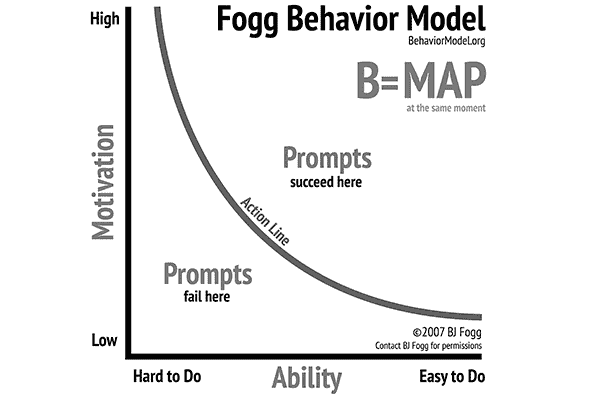 High
Fogg Behavior Model
BehaviorModel.org
B=MAP
at the same moment
Motivation
Prompts
succeed here
Action Line
Prompts
fail here
©2007 BJ Fogg
Contact BJ Fogg for permissions
Low
Hard to Do
Ability
Easy to Do